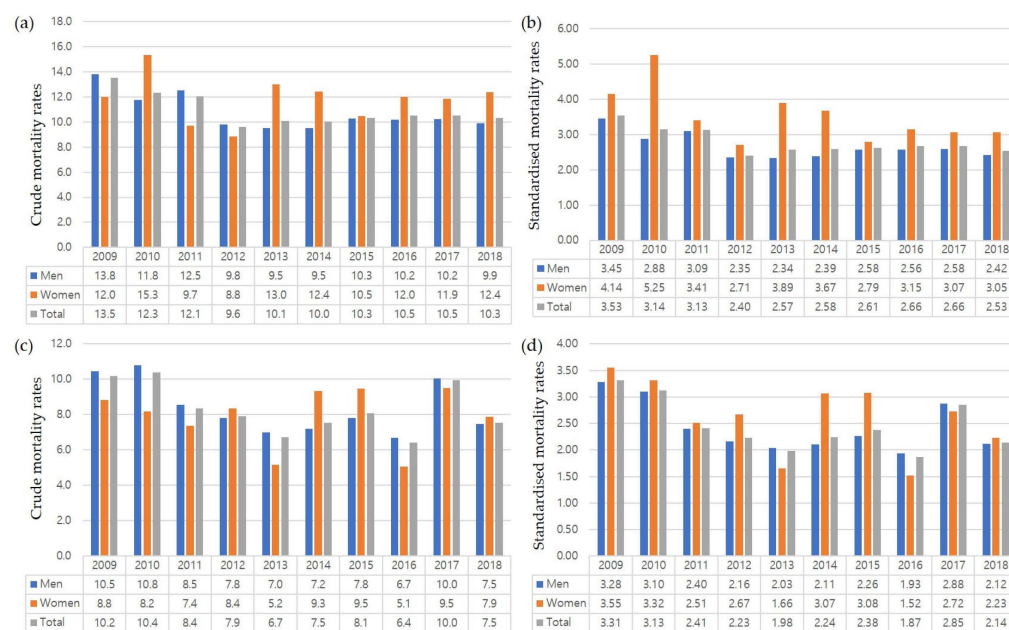 (a)
Crude mortality rates
18.0
16.0
14.0
12.0
10.0
8.0
6.0
4.0
2.0
0.0
2009 2010 2011 2012 2013 2014 2015 2016 2017 2018
Men 13.8 11.8 12.5 9.8 9.5 9.5 10.3 10.2 10.2 9.9
Women 12.0 15.3 9.7 8.8 13.0 12.4 10.5 12.0 11.9 12.4
Total 13.5 12.3 12.1 9.6 10.1 10.0 10.3 10.5 10.5 10.3
(b)
Standardised mortality rates
6.00
5.00
4.00
3.00
2.00
1.00
0.00
2009 2010 2011 2012 2013 2014 2015 2016 2017 2018
Men 3.45 2.88 3.09 2.35 2.34 2.39 2.58 2.56 2.58 2.42
Women 4.14 5.25 3.41 2.71 3.89 3.67 2.79 3.15 3.07 3.05
Total 3.53 3.14 3.13 2.40 2.57 2.58 2.61 2.66 2.66 2.53
(c)
Crude mortality rates
12.0
10.0
8.0
6.0
4.0
2.0
0.0
2009 2010 2011 2012 2013 2014 2015 2016 2017 2018
Men 10.5 10.8 8.5 7.8 7.0 7.2 7.8 6.7 10.0 7.5
Women 8.8 8.2 7.4 8.4 5.2 9.3 9.5 5.1 9.5 7.9
Total 10.2 10.4 8.4 7.9 6.7 7.5 8.1 6.4 10.0 7.5
(d)
Standardised mortality rates
4.00
3.50
3.00
2.50
2.00
1.50
1.00
0.50
0.00
2009 2010 2011 2012 2013 2014 2015 2016 2017 2018
Men 3.28 3.10 2.40 2.16 2.03 2.11 2.26 1.93 2.88 2.12
Women 3.55 3.32 2.51 2.67 1.66 3.07 3.08 1.52 2.72 2.23
Total 3.31 3.13 2.41 2.23 1.98 2.24 2.38 1.87 2.85 2.14